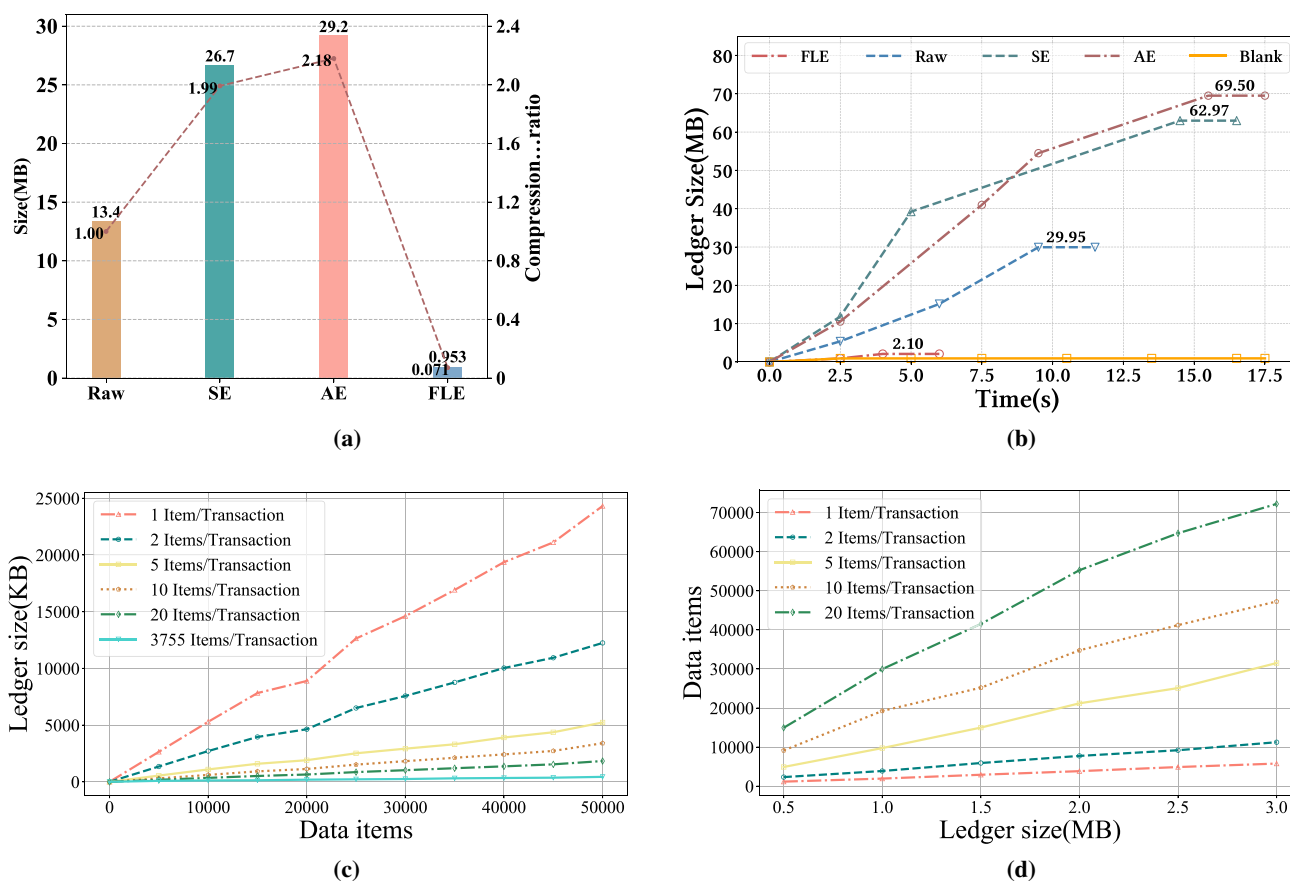 30
25
20
15
10
5
0
Size(MB)
13.4
1.00
26.7
1.99
29.2
2.18
0.953
0.071
2.4
2.0
1.6
1.2
0.8
0.4
0
Compression...ratio
Raw SE AE FLE
(a)
FLE Raw SE AE Blank
80
70
60
50
40
30
20
10
0
Ledger Size(MB)
69.50
62.97
29.95
2.10
0.0 2.5 5.0 7.5 10.0 12.5 15.0 17.5
Time(s)
(b)
25000
20000
15000
10000
5000
0
Ledger size(KB)
1 Item/Transaction
2 Items/Transaction
5 Items/Transaction
10 Items/Transaction
20 Items/Transaction
3755 Items/Transaction
0 10000 20000 30000 40000 50000
Data items
(c)
70000
60000
50000
40000
30000
20000
10000
0
Data items
1 Item/Transaction
2 Items/Transaction
5 Items/Transaction
10 Items/Transaction
20 Items/Transaction
0.5 1.0 1.5 2.0 2.5 3.0
Ledger size(MB)
(d)